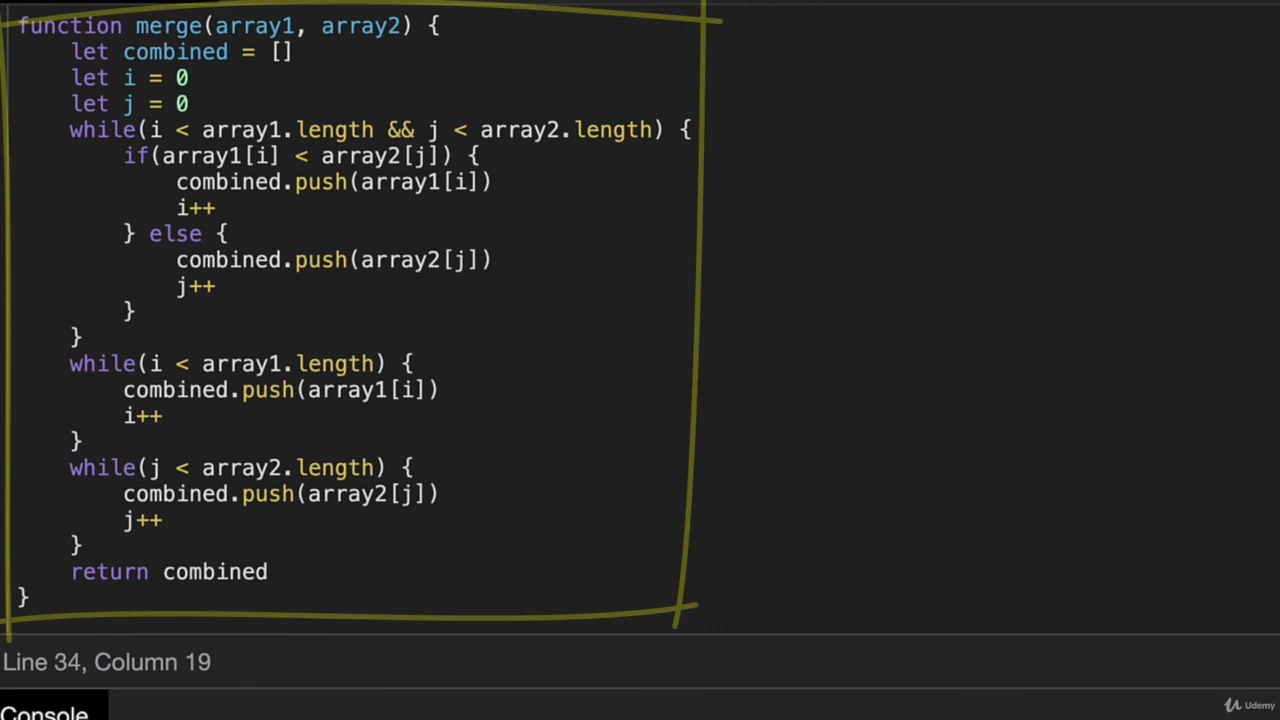 function merge(array1, array2) {
    let combined = []
    let i = 0
    let j = 0
    while(i < array1.length && j < array2.length) {
        if(array1[i] < array2[j]) {
            combined.push(array1[i])
            i++
        } else {
            combined.push(array2[j])
            j++
        }
    }
    while(i < array1.length) {
        combined.push(array1[i])
        i++
    }
    while(j < array2.length) {
        combined.push(array2[j])
        j++
    }
    return combined
}
Line 34, Column 19
Console
Udemy